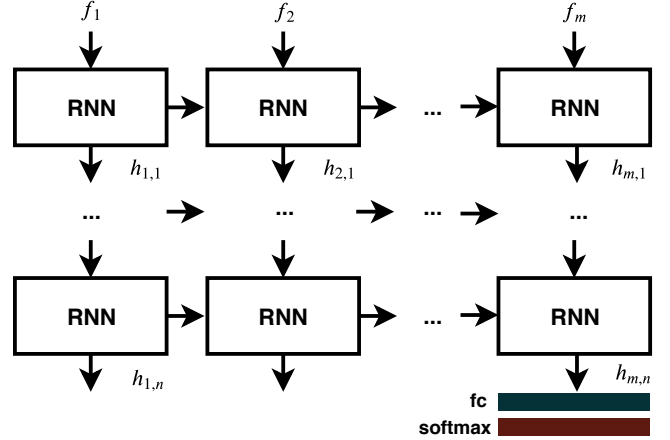 f₁ f₂ fₘ
RNN RNN ... RNN
h₁,₁ h₂,₁ hₘ,₁
... ... ... ...
RNN RNN ... RNN
h₁,ₙ hₘ,ₙ
fc
softmax